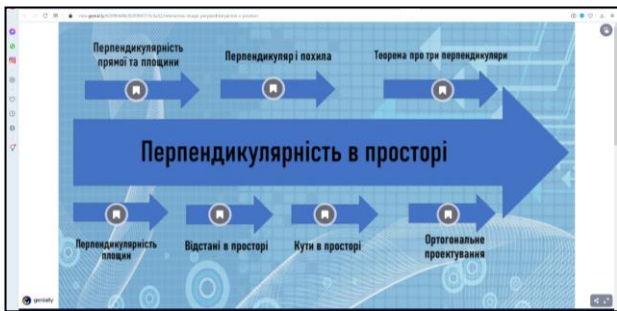 Перпендикулярність
прямої та площини
Перпендикуляр і похила
Теорема про три перпендикуляри
Перпендикулярність в просторі
Перпендикулярність
площин
Відстані в просторі
Кути в просторі
Ортогональне
проектування
genially